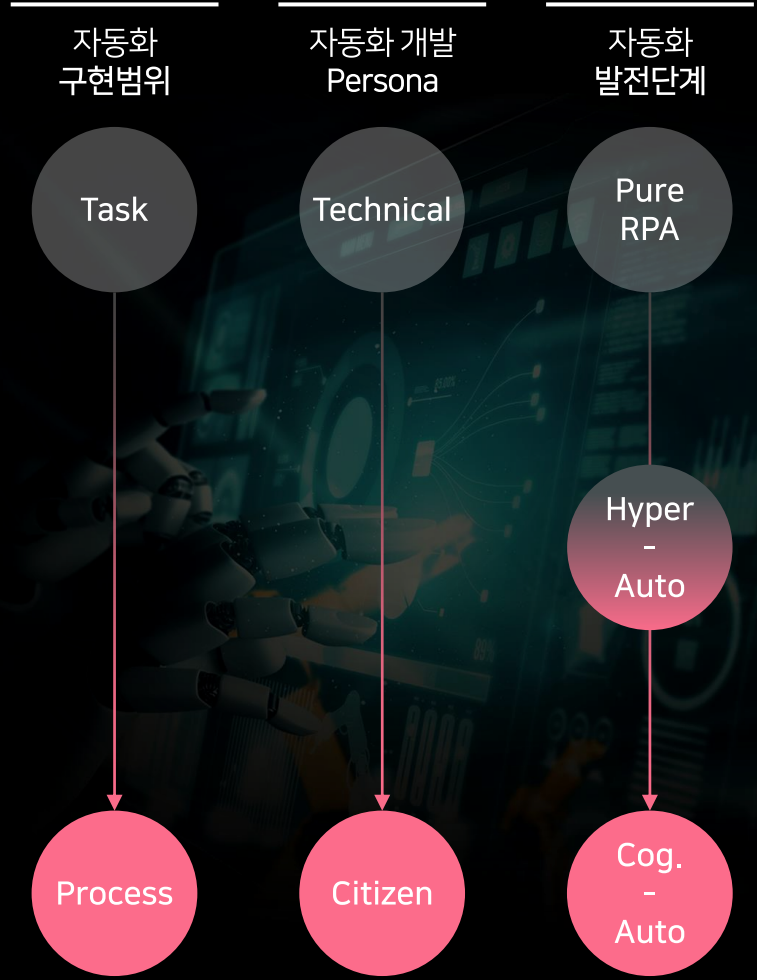 자동화
구현범위
자동화 개발
Persona
자동화
발전단계
Task
Technical
Pure
RPA
Hyper
-
Auto
Process
Citizen
Cog.
-
Auto